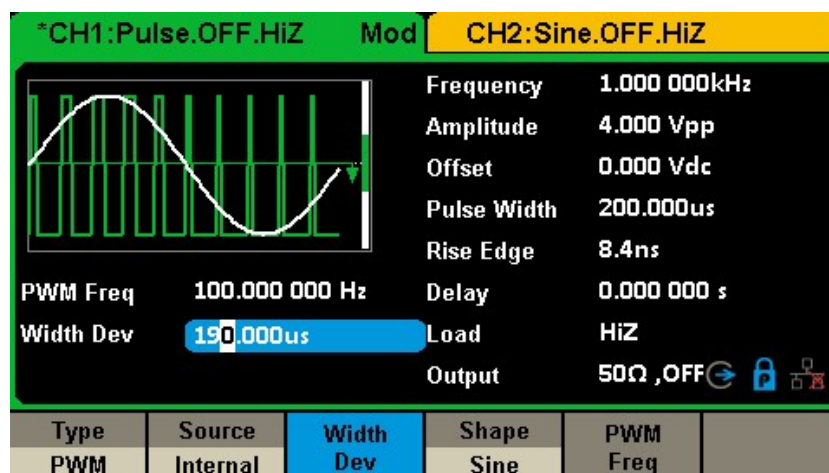 *CH1:Pulse.OFF.HiZ Mod CH2:Sine.OFF.HiZ
Frequency 1.000 000kHz
Amplitude 4.000 Vpp
Offset 0.000 Vdc
Pulse Width 200.000us
Rise Edge 8.4ns
PWM Freq 100.000 000 Hz Delay 0.000 000 s
Width Dev 190.000us Load HiZ
Output 50Ω ,OFF P
Type Source Width Dev Shape PWM Freq
PWM Internal Sine